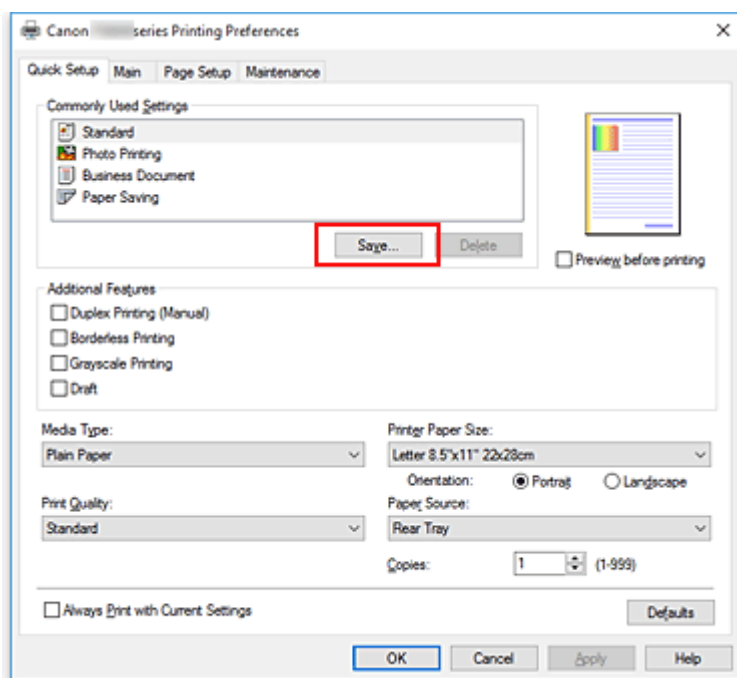 Canon series Printing Preferences
Quick Setup Main Page Setup Maintenance
Commonly Used Settings
Standard
Photo Printing
Business Document
Paper Saving
Save... Delete
Preview before printing
Additional Features
Duplex Printing (Manual)
Borderless Printing
Grayscale Printing
Draft
Media Type: Printer Paper Size:
Plain Paper Letter 8.5"x11" 22x28cm
Orientation: Portrait Landscape
Print Quality: Paper Source:
Standard Rear Tray
Copies: 1 (1-999)
Always Print with Current Settings Defaults
OK Cancel Apply Help